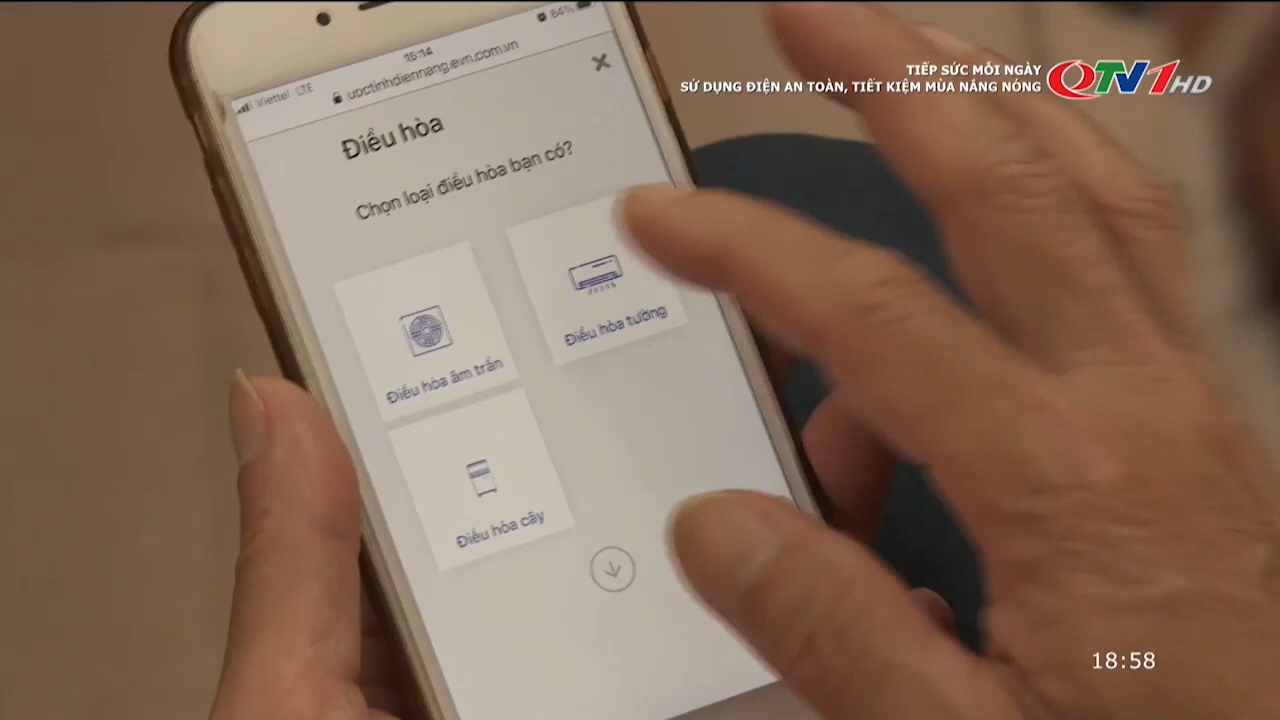 TIẾP SỨC MỖI NGÀY
SỬ DỤNG ĐIỆN AN TOÀN, TIẾT KIỆM MÙA NẮNG NÓNG
QTV1HD
Viettel LTE
15:14
84%
uoctinhdiennang.evn.com.vn
Điều hòa
Chọn loại điều hòa bạn có?
Điều hòa âm trần
Điều hòa tường
Điều hòa cây
18:58